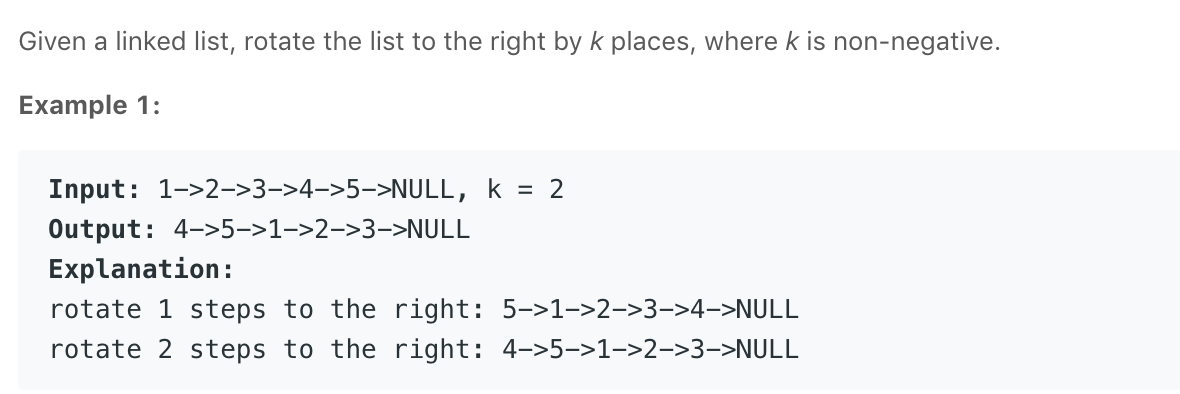 Given a linked list, rotate the list to the right by k places, where k is non-negative.
Example 1:
Input: 1->2->3->4->5->NULL, k = 2
Output: 4->5->1->2->3->NULL
Explanation:
rotate 1 steps to the right: 5->1->2->3->4->NULL
rotate 2 steps to the right: 4->5->1->2->3->NULL